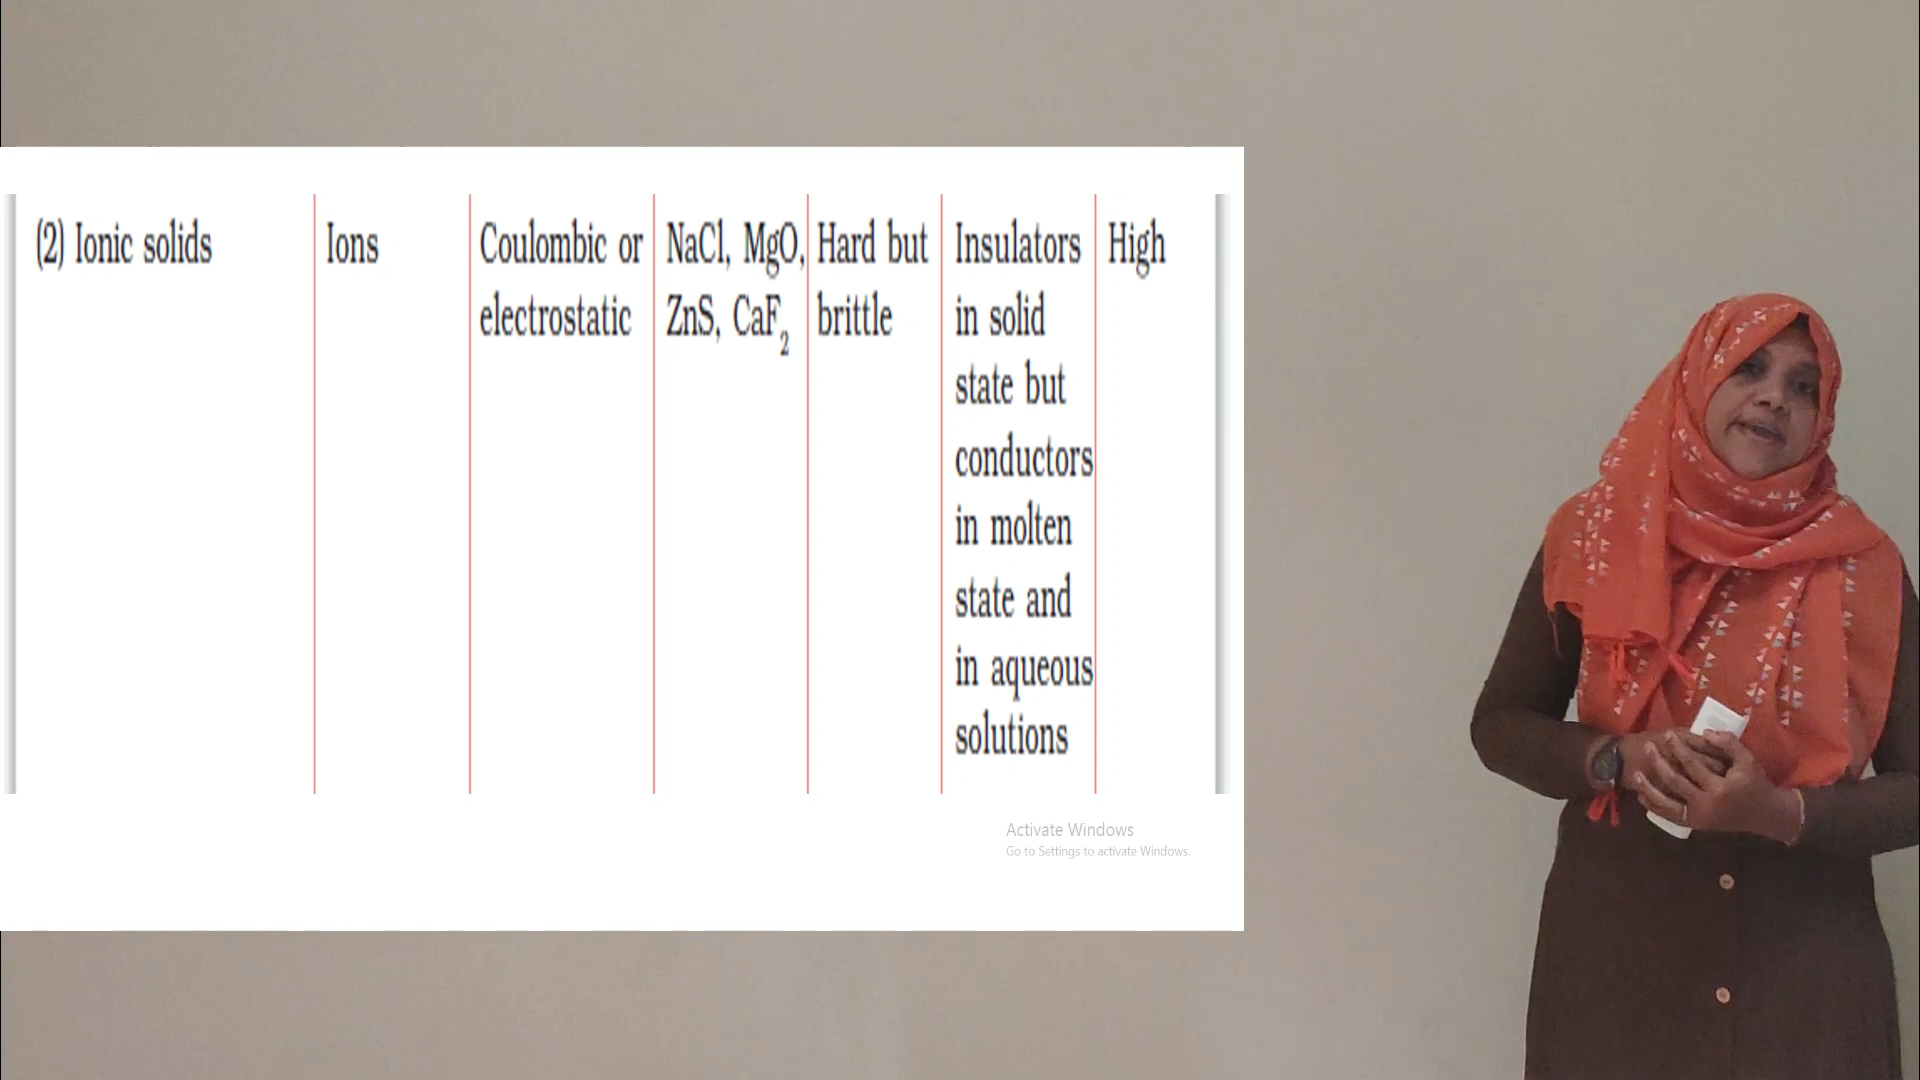 (2) Ionic solids
Ions
Coulombic or
electrostatic
NaCl, MgO,
ZnS, CaF₂
Hard but
brittle
Insulators
in solid
state but
conductors
in molten
state and
in aqueous
solutions
High
Activate Windows
Go to Settings to activate Windows.